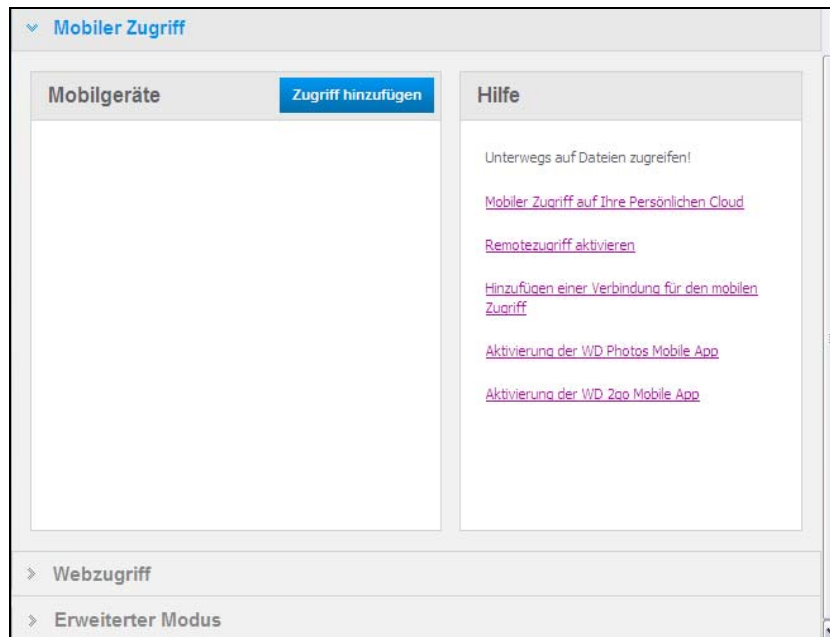 Mobiler Zugriff
Mobilgeräte
Zugriff hinzufügen
Hilfe
Unterwegs auf Dateien zugreifen!
Mobiler Zugriff auf Ihre Persönlichen Cloud
Remotezugriff aktivieren
Hinzufügen einer Verbindung für den mobilen
Zugriff
Aktivierung der WD Photos Mobile App
Aktivierung der WD 2go Mobile App
Webzugriff
Erweiterter Modus